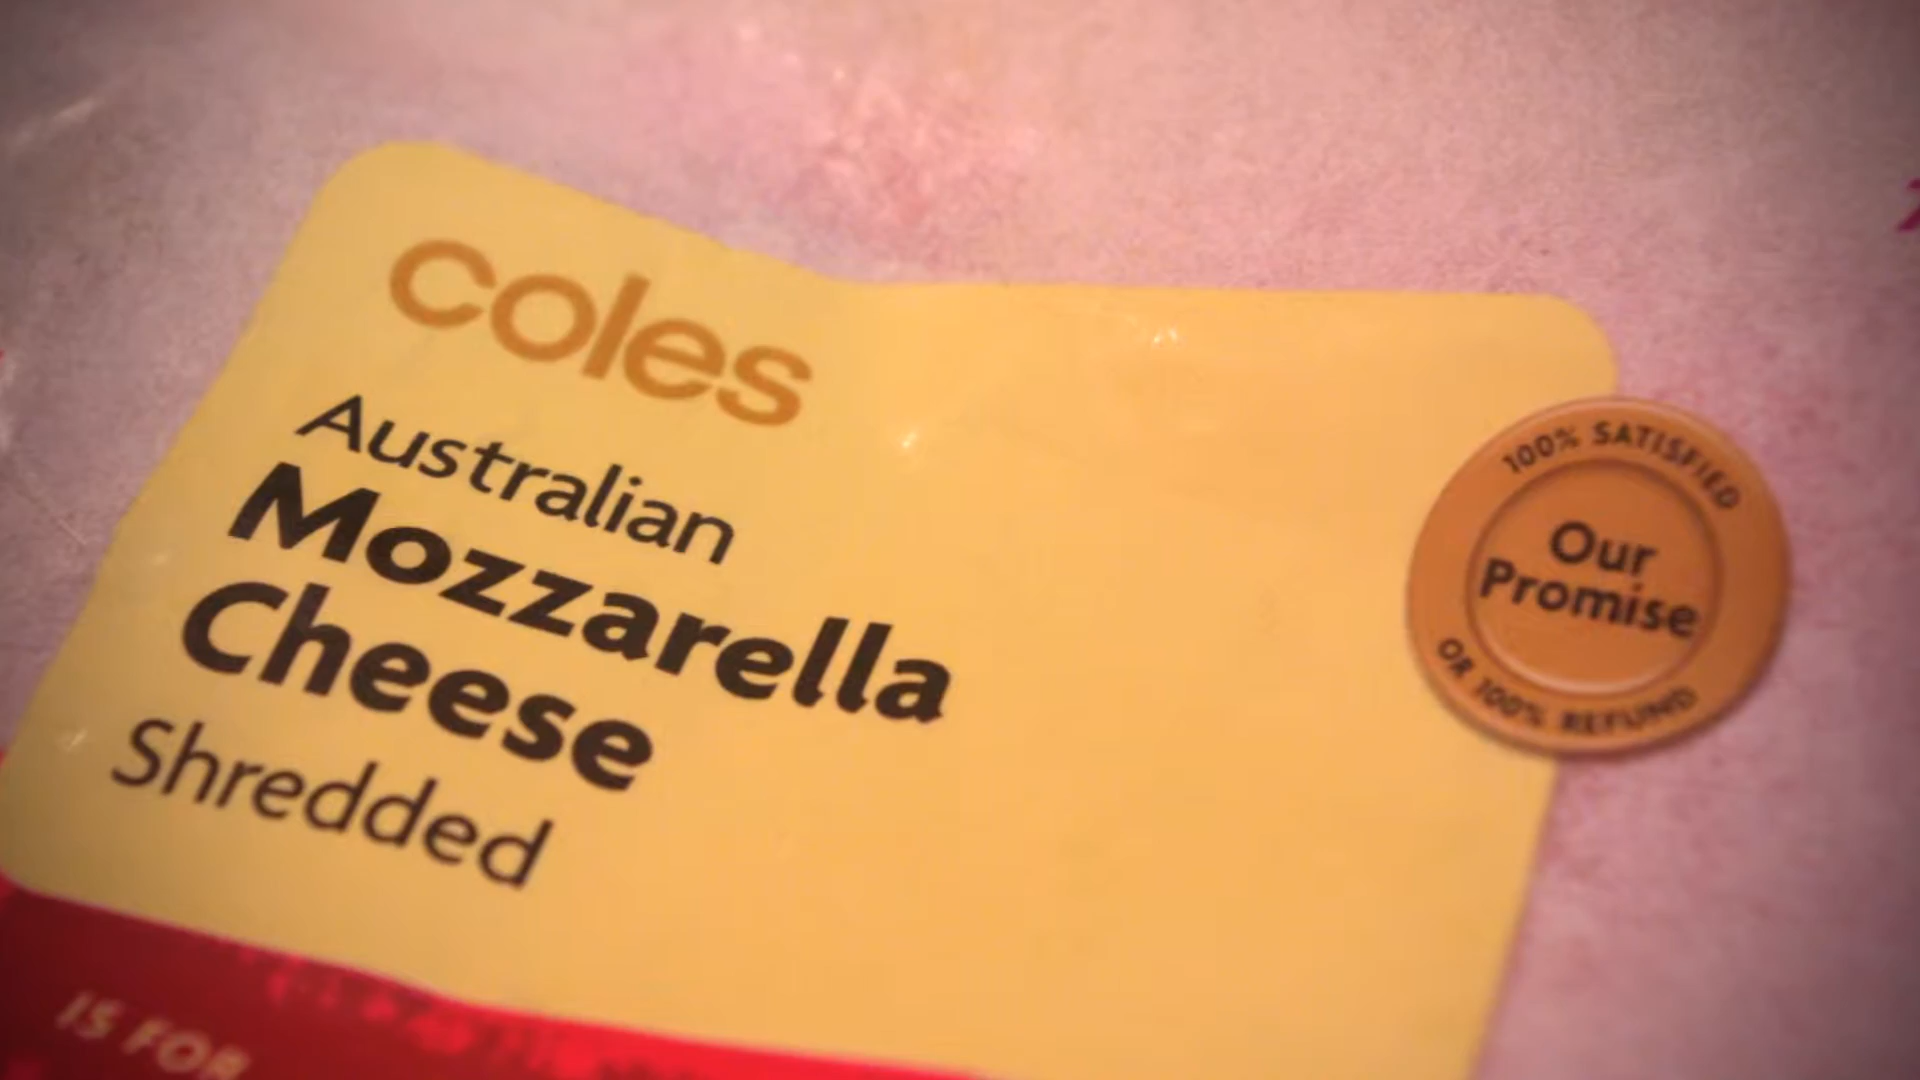 coles
Australian
Mozzarella
Cheese
Shredded
100% SATISFIED
Our
Promise
OR 100% REFUND
IS FOR